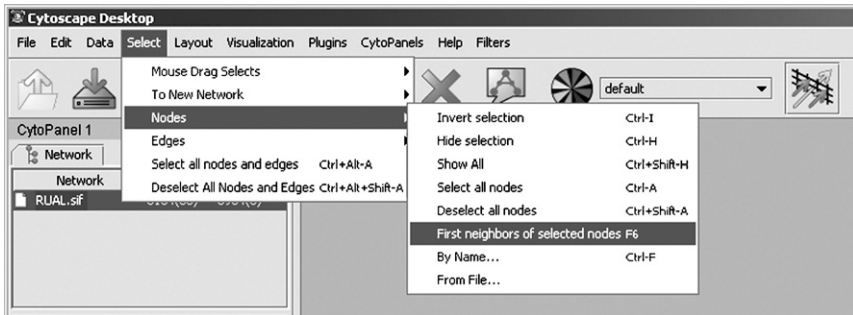 Cytoscape Desktop
File Edit Data Select Layout Visualization Plugins CytoPanels Help Filters
Mouse Drag Selects
To New Network
default
Nodes
Edges
Select all nodes and edges Ctrl+Alt-A
Deselect All Nodes and Edges Ctrl+Alt+Shift-A
Invert selection Ctrl-I
Hide selection Ctrl-H
Show All Ctrl+Shift-H
Select all nodes Ctrl-A
Deselect all nodes Ctrl+Shift-A
First neighbors of selected nodes F6
By Name... Ctrl-F
From File...
CytoPanel 1
Network
Network
RUAL.sif